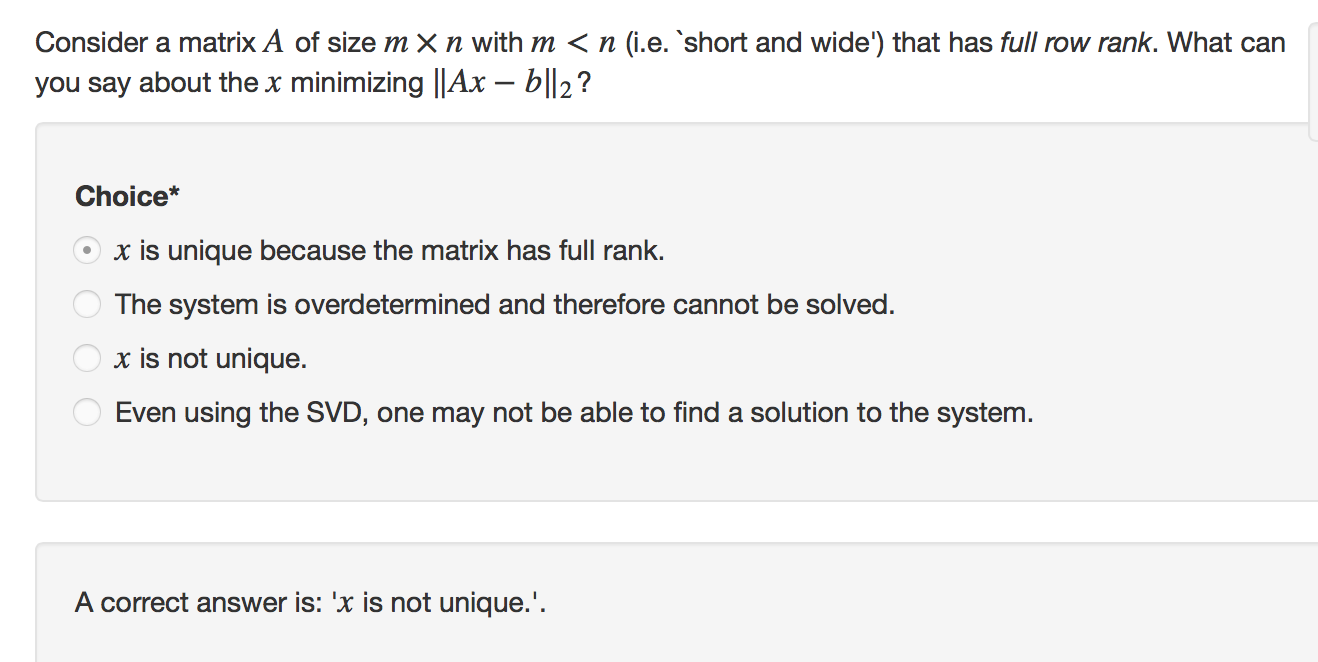 Consider a matrix A of size m × n with m < n (i.e. `short and wide') that has full row rank. What can
you say about the x minimizing ||Ax − b||₂?
Choice*
x is unique because the matrix has full rank.
The system is overdetermined and therefore cannot be solved.
x is not unique.
Even using the SVD, one may not be able to find a solution to the system.
A correct answer is: 'x is not unique.'.